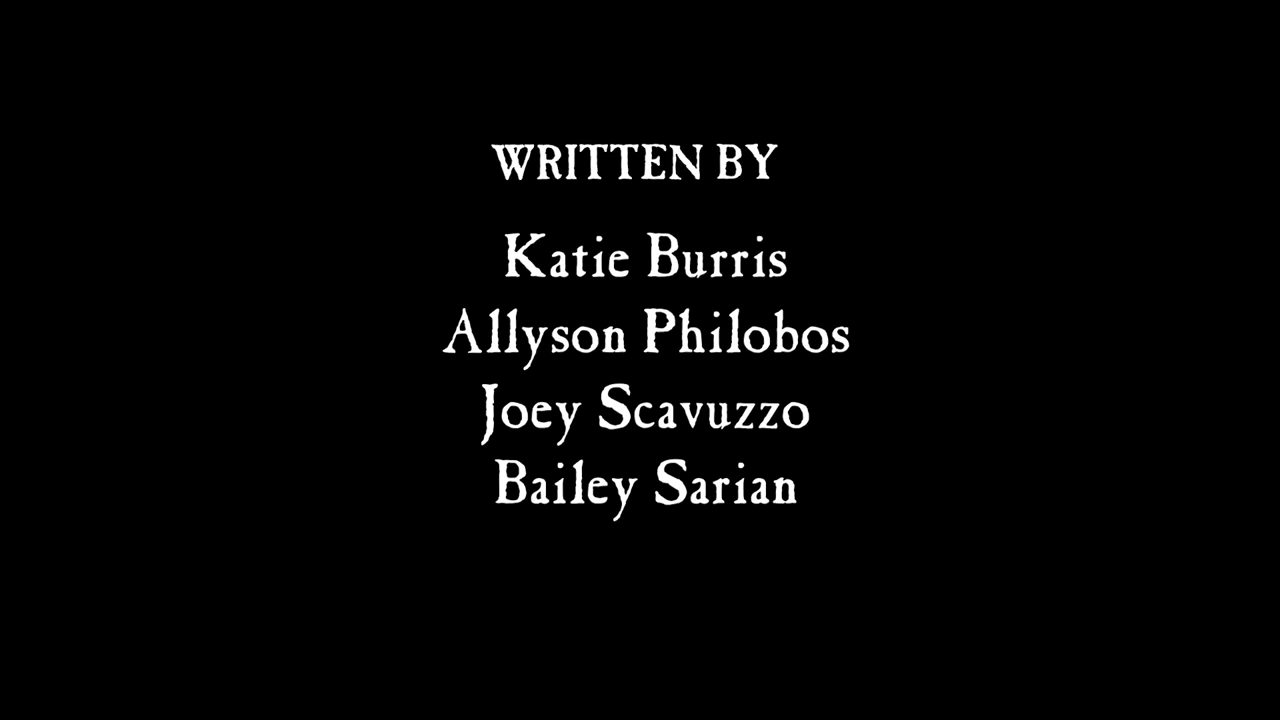 WRITTEN BY
Katie Burris
Allyson Philobos
Joey Scavuzzo
Bailey Sarian